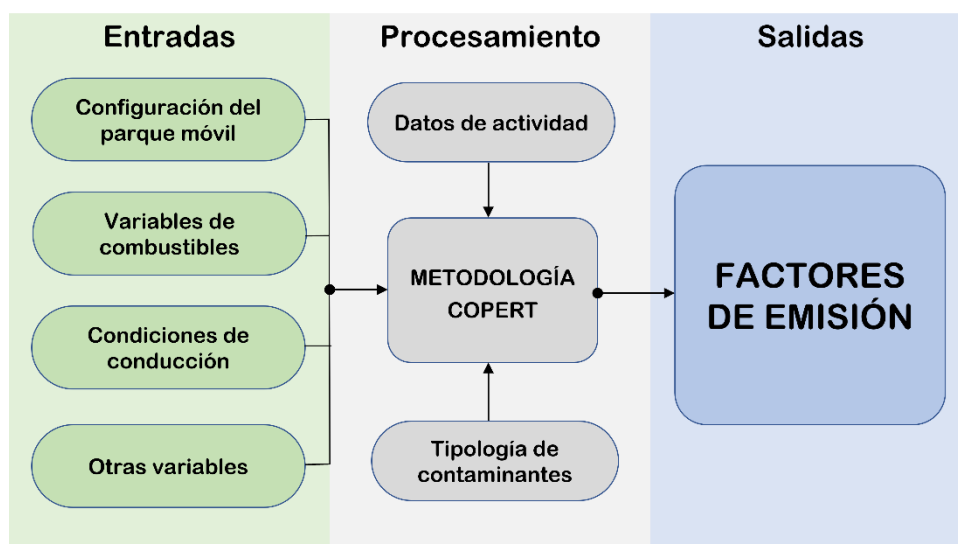 Entradas
Configuración del
parque móvil
Variables de
combustibles
Condiciones de
conducción
Otras variables
Procesamiento
Datos de actividad
METODOLOGÍA
COPERT
Tipología de
contaminantes
Salidas
FACTORES
DE EMISIÓN